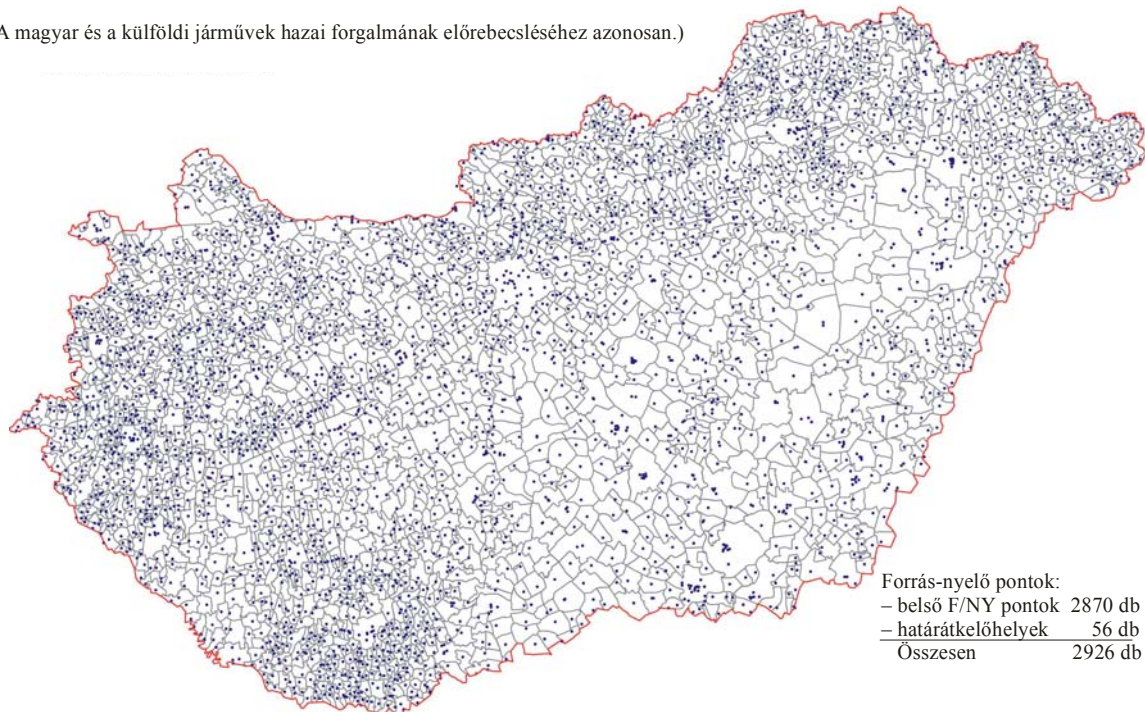 A magyar és a külföldi járművek hazai forgalmának előrebecsléséhez azonosan.)
Forrás-nyelő pontok:
– belső F/NY pontok 2870 db
– határátkelőhelyek 56 db
Összesen 2926 db